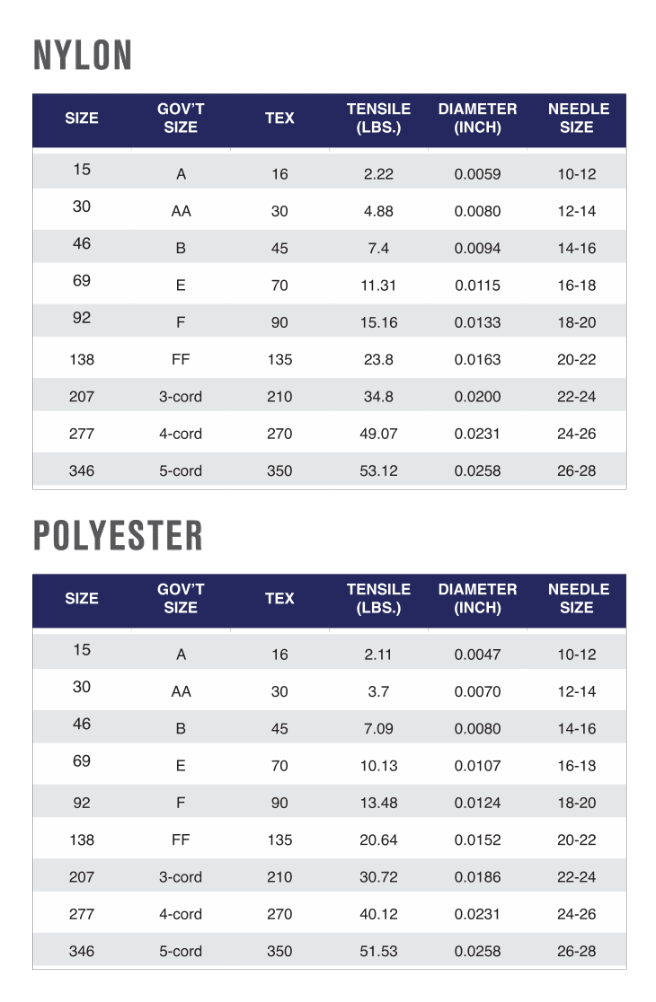 NYLON
SIZE GOV'T SIZE TEX TENSILE (LBS.) DIAMETER (INCH) NEEDLE SIZE
15 A 16 2.22 0.0059 10-12
30 AA 30 4.88 0.0080 12-14
46 B 45 7.4 0.0094 14-16
69 E 70 11.31 0.0115 16-18
92 F 90 15.16 0.0133 18-20
138 FF 135 23.8 0.0163 20-22
207 3-cord 210 34.8 0.0200 22-24
277 4-cord 270 49.07 0.0231 24-26
346 5-cord 350 53.12 0.0258 26-28
POLYESTER
SIZE GOV'T SIZE TEX TENSILE (LBS.) DIAMETER (INCH) NEEDLE SIZE
15 A 16 2.11 0.0047 10-12
30 AA 30 3.7 0.0070 12-14
46 B 45 7.09 0.0080 14-16
69 E 70 10.13 0.0107 16-18
92 F 90 13.48 0.0124 18-20
138 FF 135 20.64 0.0152 20-22
207 3-cord 210 30.72 0.0186 22-24
277 4-cord 270 40.12 0.0231 24-26
346 5-cord 350 51.53 0.0258 26-28